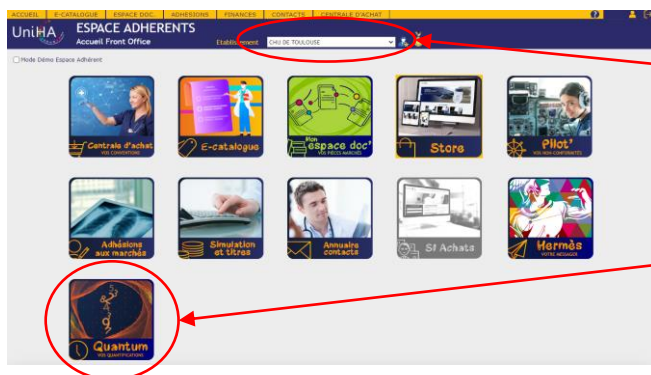 ACCUEIL E-CATALOGUE ESPACE DOC. ADHESIONS FINANCES CONTACTS CENTRALE D'ACHAT
UniHA ESPACE ADHERENTS
Accueil Front Office
Etablissement CHU DE TOULOUSE
Mode Démo Espace Adhérent
Centrale d'achat
VOS CONVENTIONS
E-catalogue
Mon
espace doc'
VOS PIÈCES MARCHÉS
Store
Pilot'
VOS NON CONFORMITÉS
Adhésions
aux marchés
Simulation
et titres
Annuaire
contacts
SI Achats
Hermès
VOTRE MESSAGER
Quantum
VOS QUANTIFICATIONS